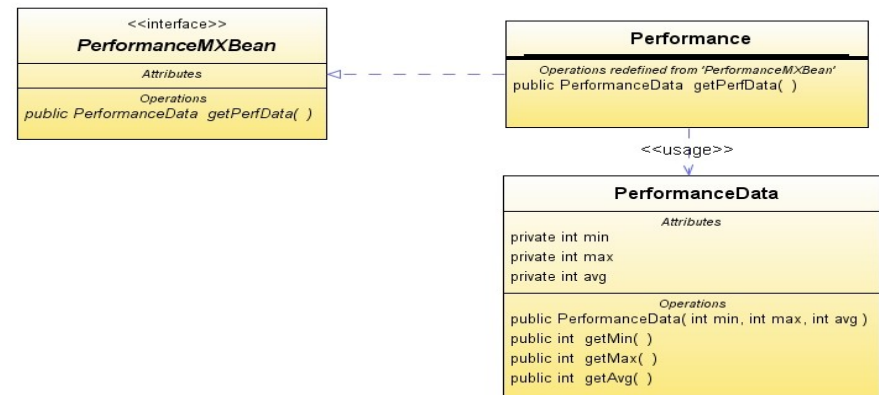 <<interface>>
PerformanceMXBean
Attributes
Operations
public PerformanceData getPerfData( )
Performance
Operations redefined from 'PerformanceMXBean'
public PerformanceData getPerfData( )
<<usage>>
PerformanceData
Attributes
private int min
private int max
private int avg
Operations
public PerformanceData( int min, int max, int avg )
public int getMin( )
public int getMax( )
public int getAvg( )